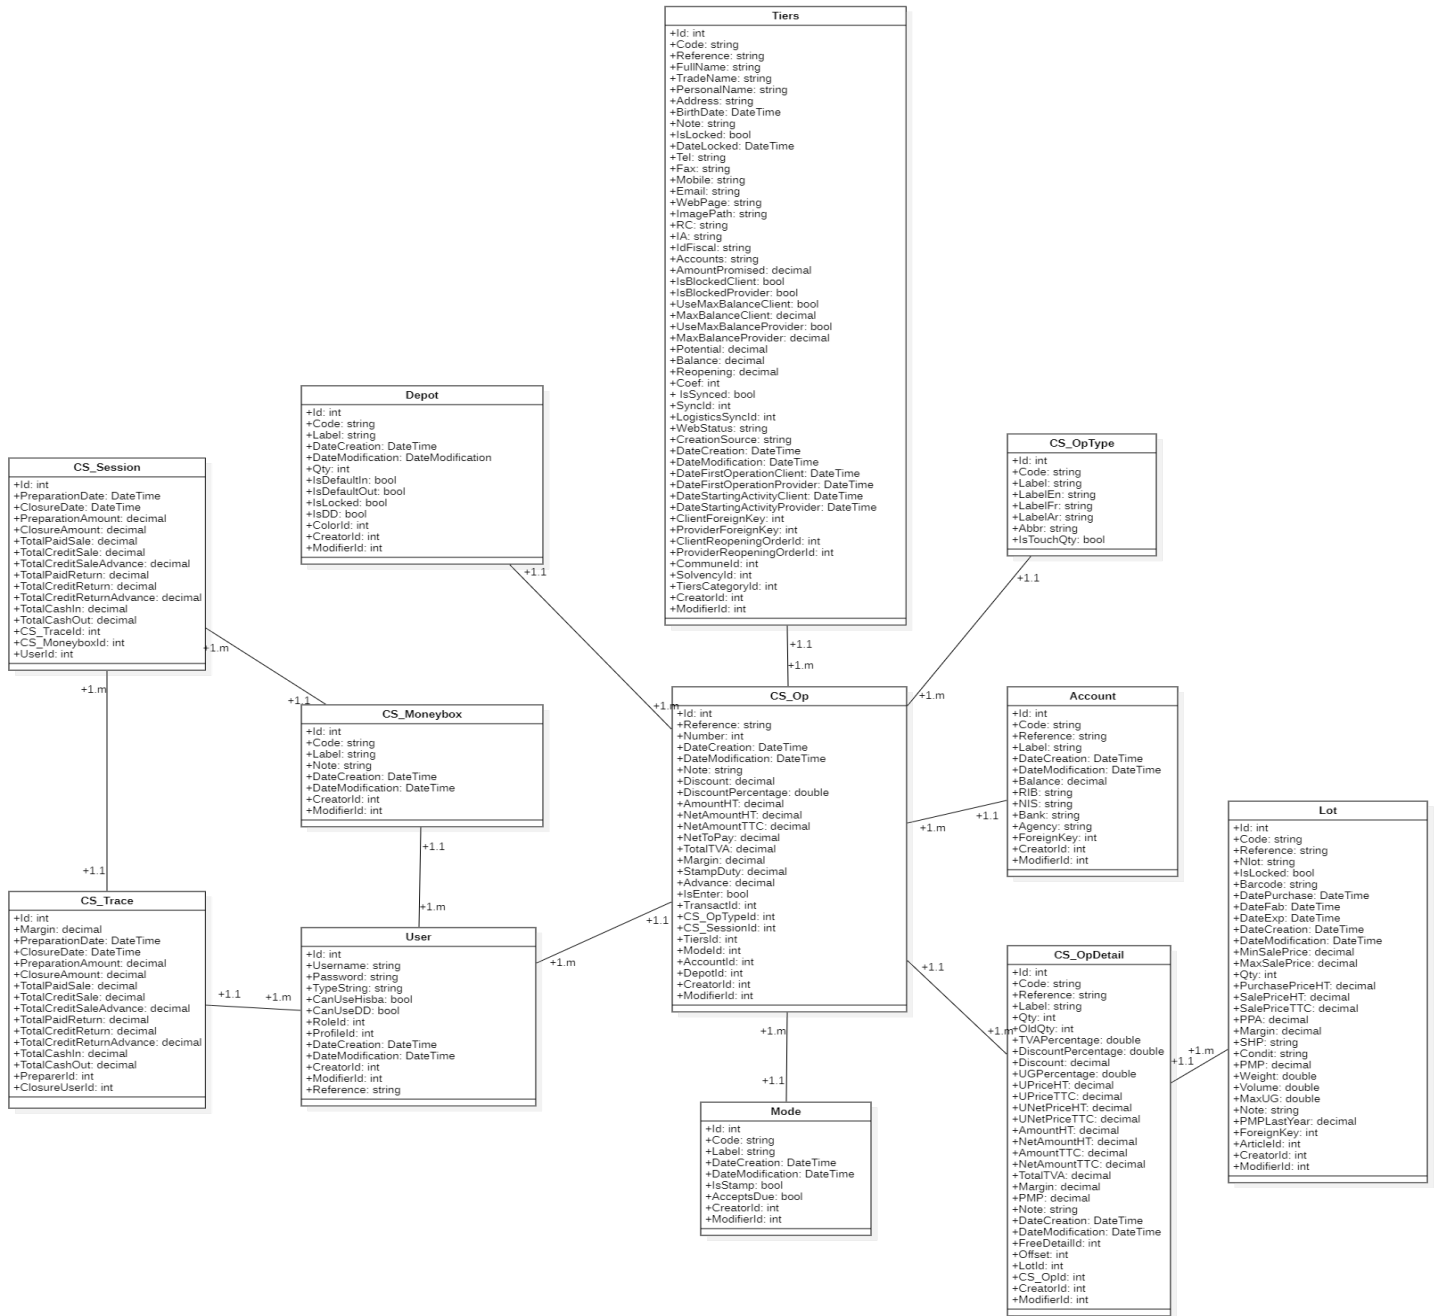 Tiers
+Id: int
+Code: string
+Reference: string
+FullName: string
+TradeName: string
+PersonalName: string
+Address: string
+BirthDate: DateTime
+Note: string
+IsLocked: bool
+DateLocked: DateTime
+Tel: string
+Fax: string
+Mobile: string
+Email: string
+WebPage: string
+ImagePath: string
+RC: string
+IA: string
+IdFiscal: string
+Accounts: string
+AmountPromised: decimal
+IsBlockedClient: bool
+IsBlockedProvider: bool
+UseMaxBalanceClient: bool
+MaxBalanceClient: decimal
+UseMaxBalanceProvider: bool
+MaxBalanceProvider: decimal
+Potential: decimal
+Balance: decimal
+Reopening: decimal
+Coef: int
+ IsSynced: bool
+SyncId: int
+LogisticsSyncId: int
+WebStatus: string
+CreationSource: string
+DateCreation: DateTime
+DateModification: DateTime
+DateFirstOperationClient: DateTime
+DateFirstOperationProvider: DateTime
+DateStartingActivityClient: DateTime
+DateStartingActivityProvider: DateTime
+ClientForeignKey: int
+ProviderForeignKey: int
+ClientReopeningOrderId: int
+ProviderReopeningOrderId: int
+CommuneId: int
+SolvencyId: int
+TiersCategoryId: int
+CreatorId: int
+ModifierId: int
Depot
+Id: int
+Code: string
+Label: string
+DateCreation: DateTime
+DateModification: DateModification
+Qty: int
+IsDefaultIn: bool
+IsDefaultOut: bool
+IsLocked: bool
+IsDD: bool
+ColorId: int
+CreatorId: int
+ModifierId: int
CS_OpType
+Id: int
+Code: string
+Label: string
+LabelEn: string
+LabelFr: string
+LabelAr: string
+Abbr: string
+IsTouchQty: bool
CS_Session
+Id: int
+PreparationDate: DateTime
+ClosureDate: DateTime
+PreparationAmount: decimal
+ClosureAmount: decimal
+TotalPaidSale: decimal
+TotalCreditSale: decimal
+TotalCreditSaleAdvance: decimal
+TotalPaidReturn: decimal
+TotalCreditReturn: decimal
+TotalCreditReturnAdvance: decimal
+TotalCashIn: decimal
+TotalCashOut: decimal
+CS_TraceId: int
+CS_MoneyboxId: int
+UserId: int
+1.1
+1.1
+1.1
+1.m
+1.m
+1.m
+1.1
+1.m
+1.m
CS_Moneybox
+Id: int
+Code: string
+Label: string
+Note: string
+DateCreation: DateTime
+DateModification: DateTime
+CreatorId: int
+ModifierId: int
CS_Op
+Id: int
+Reference: string
+Number: int
+DateCreation: DateTime
+DateModification: DateTime
+Note: string
+Discount: decimal
+DiscountPercentage: double
+AmountHT: decimal
+NetAmountHT: decimal
+NetAmountTTC: decimal
+NetToPay: decimal
+TotalTVA: decimal
+Margin: decimal
+StampDuty: decimal
+Advance: decimal
+IsEnter: bool
+TransactId: int
+CS_OpTypeId: int
+CS_SessionId: int
+TiersId: int
+ModeId: int
+AccountId: int
+DepotId: int
+CreatorId: int
+ModifierId: int
Account
+Id: int
+Code: string
+Reference: string
+Label: string
+DateCreation: DateTime
+DateModification: DateTime
+Balance: decimal
+RIB: string
+NIS: string
+Bank: string
+Agency: string
+ForeignKey: int
+CreatorId: int
+ModifierId: int
+1.m
+1.1
+1.1
+1.1
+1.m
Lot
+Id: int
+Code: string
+Reference: string
+Nlot: string
+IsLocked: bool
+Barcode: string
+DatePurchase: DateTime
+DateFab: DateTime
+DateExp: DateTime
+DateCreation: DateTime
+DateModification: DateTime
+MinSalePrice: decimal
+MaxSalePrice: decimal
+Qty: int
+PurchasePriceHT: decimal
+SalePriceHT: decimal
+SalePriceTTC: decimal
+PPA: decimal
+Margin: decimal
+SHP: string
+Condit: string
+PMP: decimal
+Weight: double
+Volume: double
+MaxUG: double
+Note: string
+PMPLastYear: decimal
+ForeignKey: int
+ArticleId: int
+CreatorId: int
+ModifierId: int
CS_Trace
+Id: int
+Margin: decimal
+PreparationDate: DateTime
+ClosureDate: DateTime
+PreparationAmount: decimal
+ClosureAmount: decimal
+TotalPaidSale: decimal
+TotalCreditSale: decimal
+TotalCreditSaleAdvance: decimal
+TotalPaidReturn: decimal
+TotalCreditReturn: decimal
+TotalCreditReturnAdvance: decimal
+TotalCashIn: decimal
+TotalCashOut: decimal
+PreparerId: int
+ClosureUserId: int
User
+Id: int
+Username: string
+Password: string
+TypeString: string
+CanUseHisba: bool
+CanUseDD: bool
+RoleId: int
+ProfileId: int
+DateCreation: DateTime
+DateModification: DateTime
+CreatorId: int
+ModifierId: int
+Reference: string
+1.1
+1.m
+1.m
+1.1
+1.1
+1.m
+1.m
+1.1
+1.m
+1.1
CS_OpDetail
+Id: int
+Code: string
+Reference: string
+Label: string
+Qty: int
+OldQty: int
+TVAPercentage: double
+DiscountPercentage: double
+Discount: decimal
+UGPercentage: double
+UPriceHT: decimal
+UPriceTTC: decimal
+UNetPriceHT: decimal
+UNetPriceTTC: decimal
+AmountHT: decimal
+NetAmountHT: decimal
+AmountTTC: decimal
+NetAmountTTC: decimal
+TotalTVA: decimal
+Margin: decimal
+PMP: decimal
+Note: string
+DateCreation: DateTime
+DateModification: DateTime
+FreeDetailId: int
+Offset: int
+LotId: int
+CS_OpId: int
+CreatorId: int
+ModifierId: int
Mode
+Id: int
+Code: string
+Label: string
+DateCreation: DateTime
+DateModification: DateTime
+IsStamp: bool
+AcceptsDue: bool
+CreatorId: int
+ModifierId: int